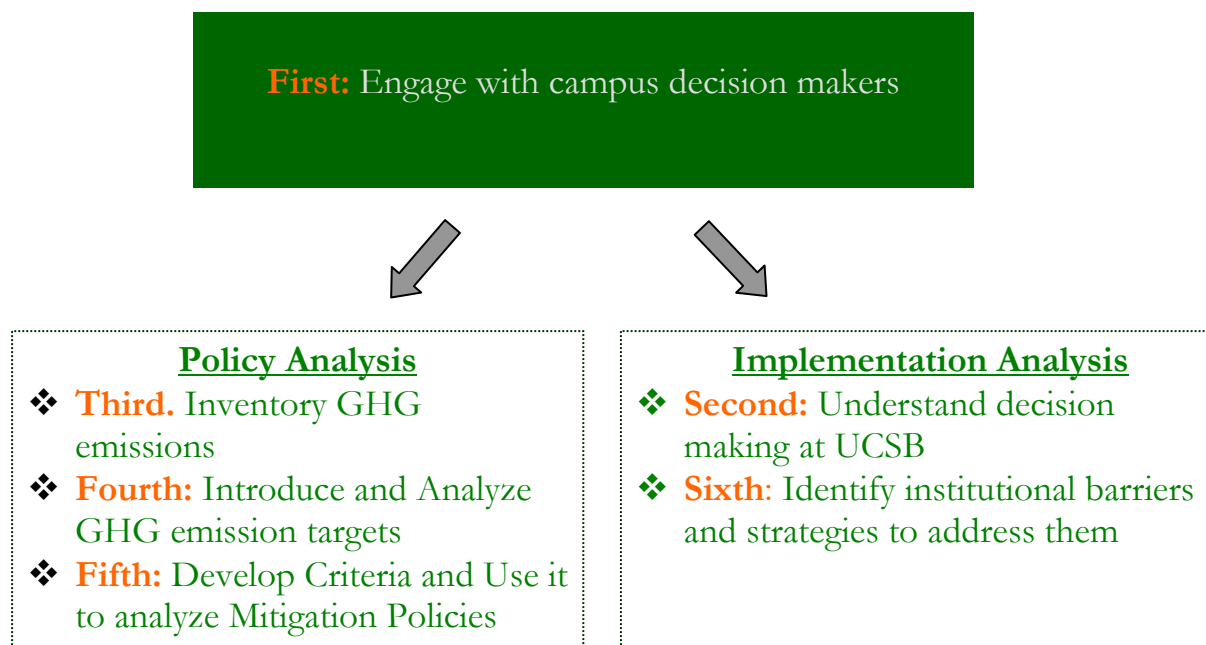 First: Engage with campus decision makers
Policy Analysis
❖ Third. Inventory GHG
emissions
❖ Fourth: Introduce and Analyze
GHG emission targets
❖ Fifth: Develop Criteria and Use it
to analyze Mitigation Policies
Implementation Analysis
❖ Second: Understand decision
making at UCSB
❖ Sixth: Identify institutional barriers
and strategies to address them